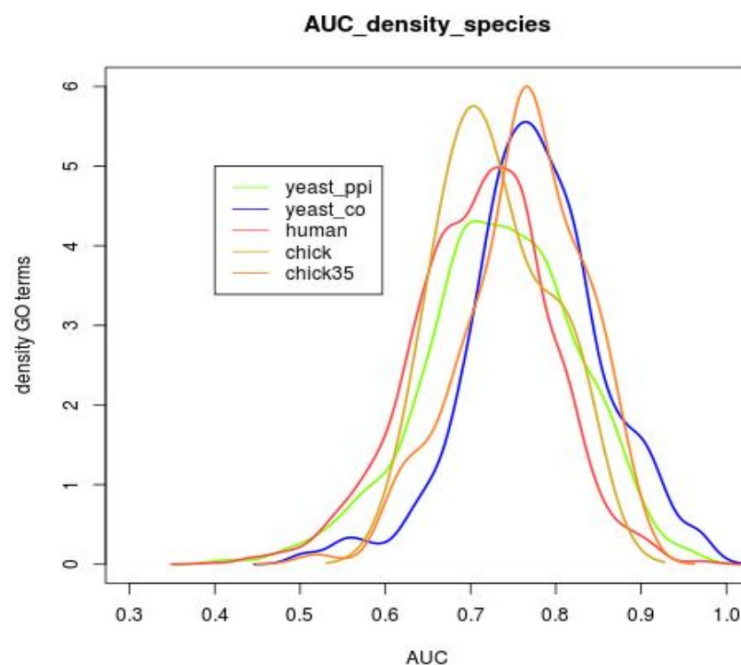 AUC_density_species
6
5
4
3
2
1
0
density GO terms
yeast_ppi
yeast_co
human
chick
chick35
0.3 0.4 0.5 0.6 0.7 0.8 0.9 1.0
AUC